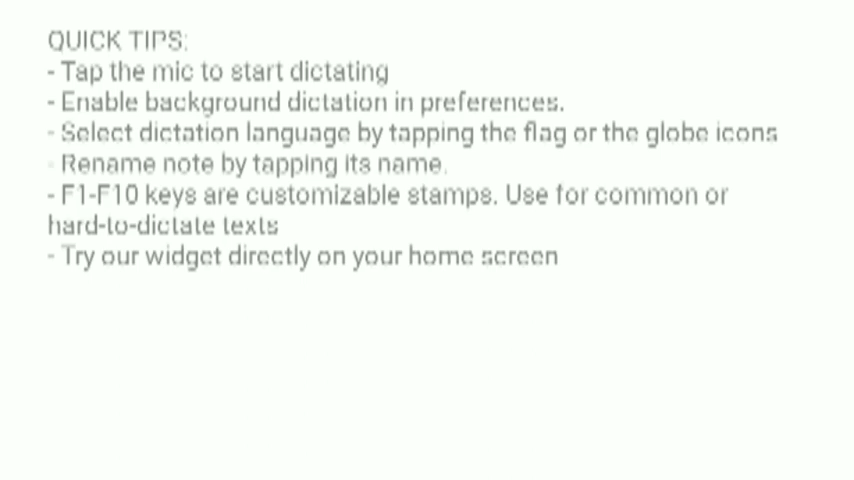 QUICK TIPS:
- Tap the mic to start dictating
- Enable background dictation in preferences.
- Select dictation language by tapping the flag or the globe icons
- Rename note by tapping its name.
- F1-F10 keys are customizable stamps. Use for common or
hard-to-dictate texts
- Try our widget directly on your home screen